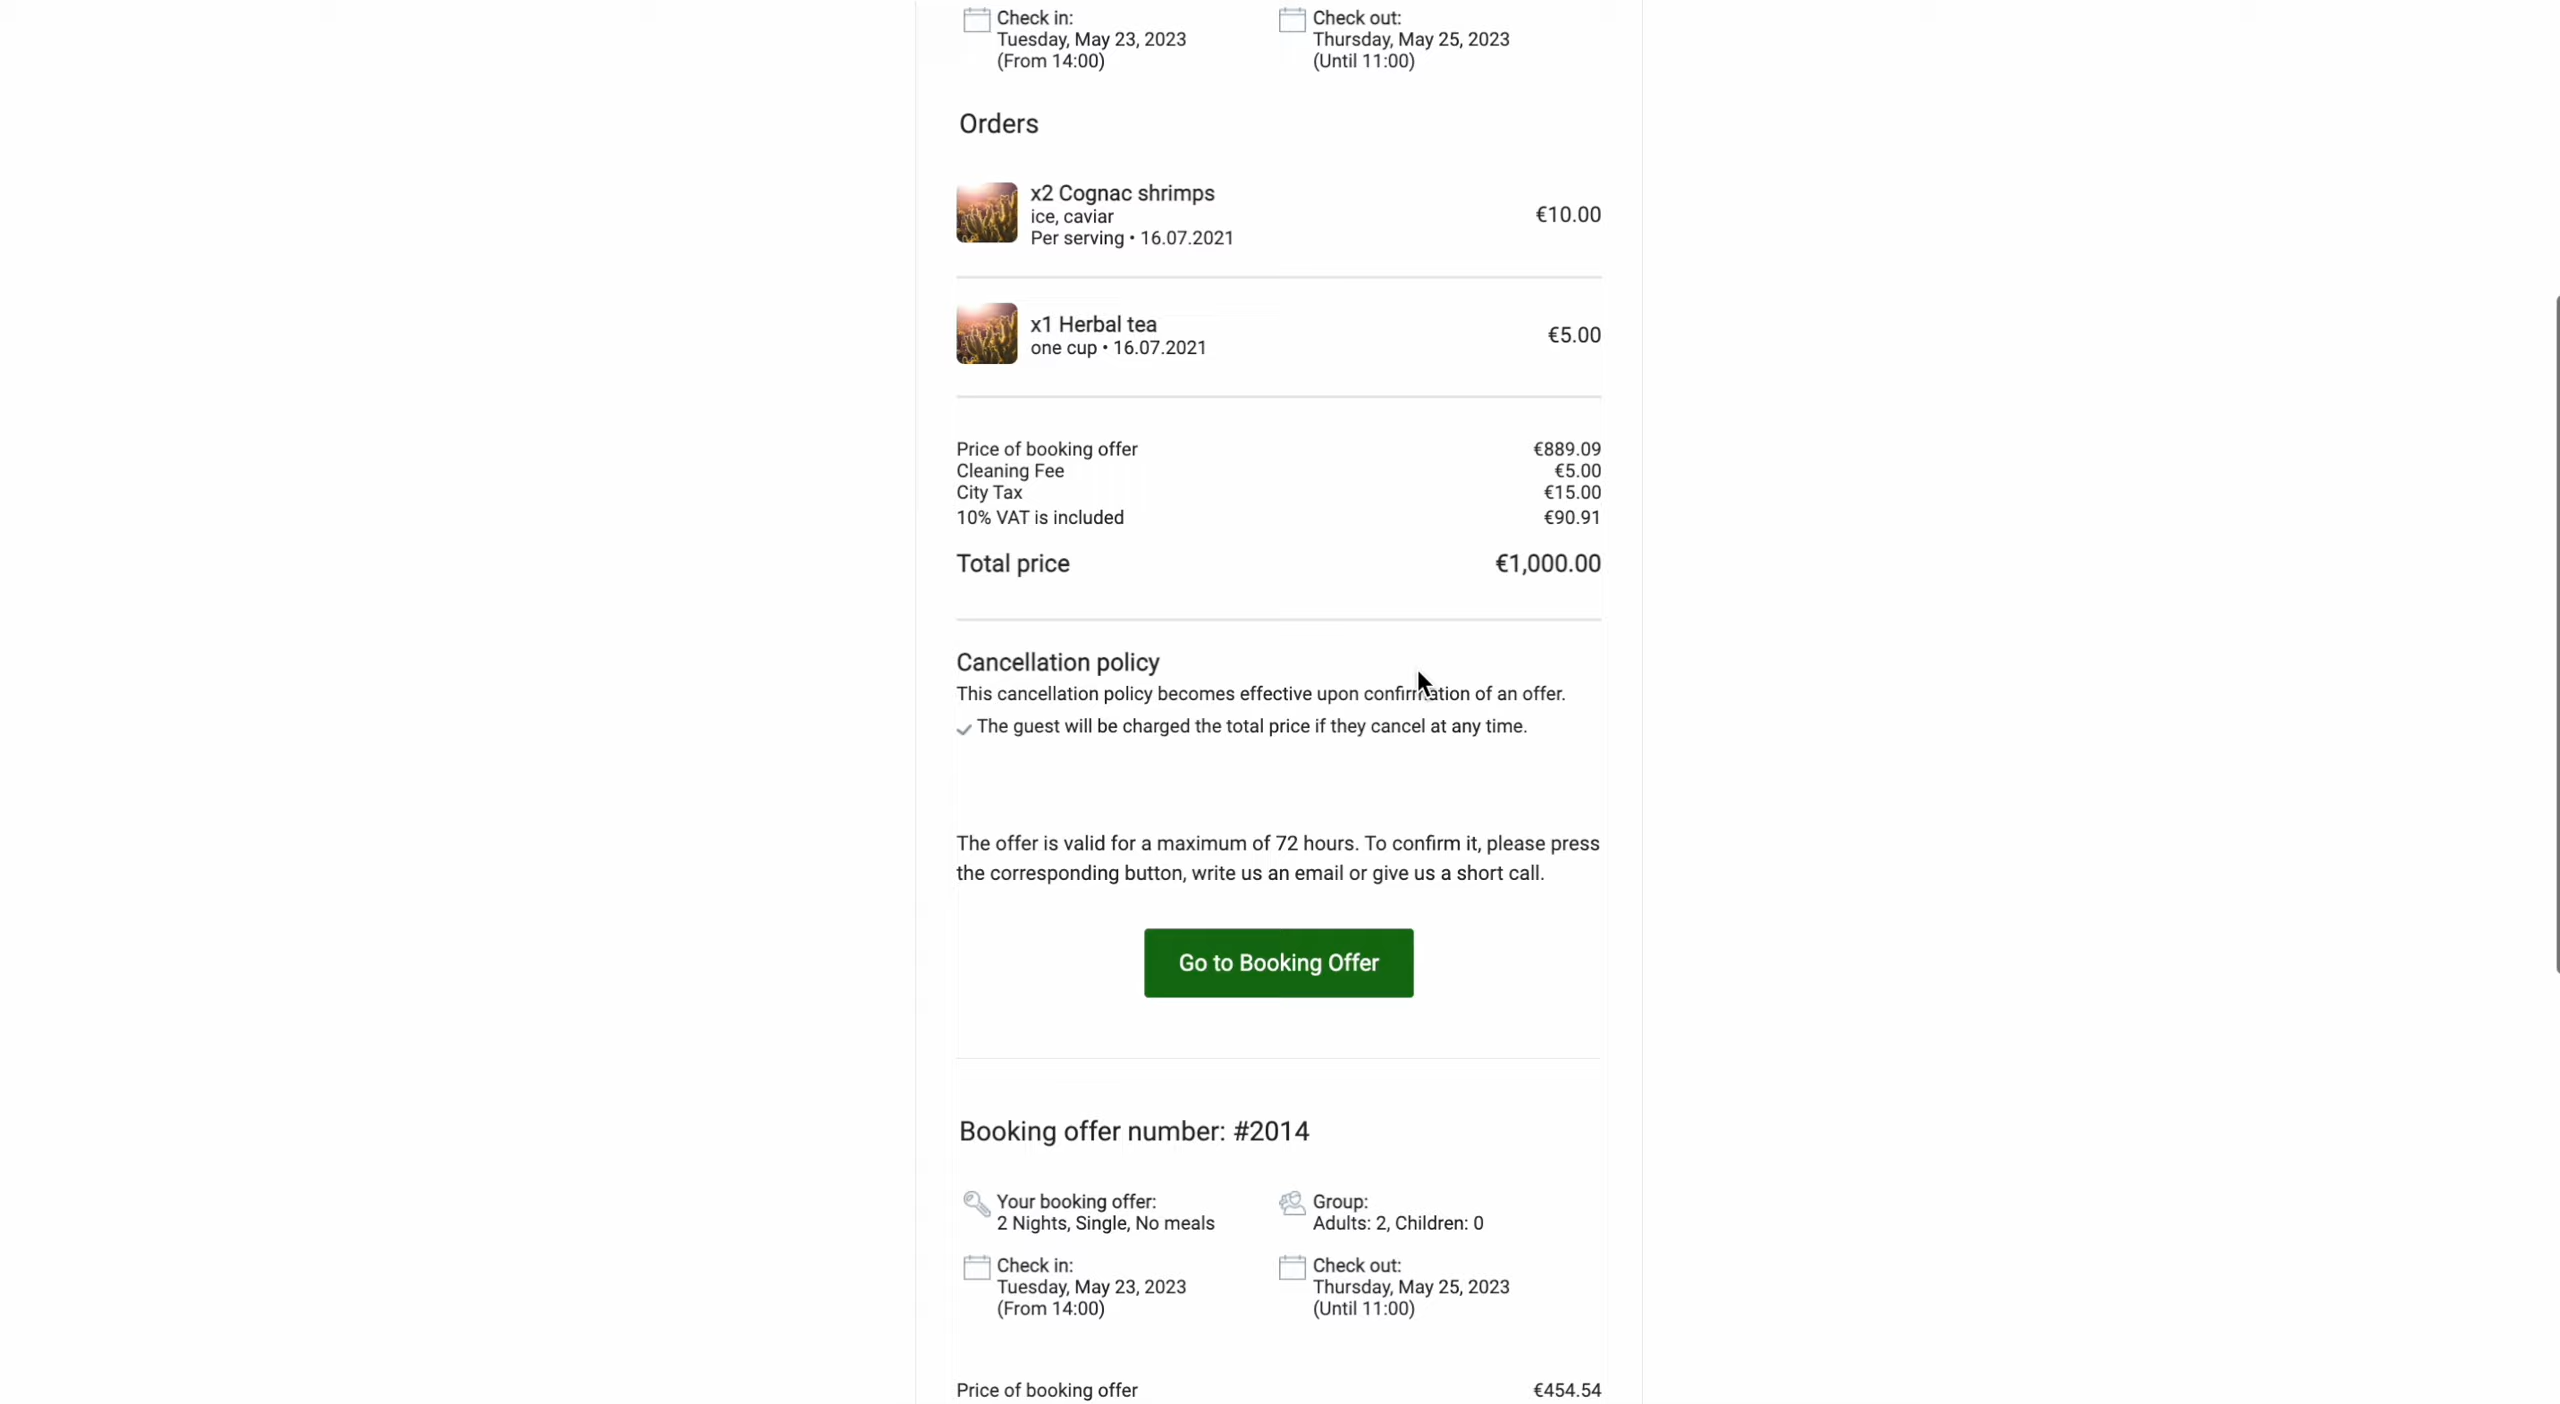 Check in:
Tuesday, May 23, 2023
(From 14:00)
Check out:
Thursday, May 25, 2023
(Until 11:00)
Orders
x2 Cognac shrimps
ice, caviar
Per serving • 16.07.2021
€10.00
x1 Herbal tea
one cup • 16.07.2021
€5.00
Price of booking offer €889.09
Cleaning Fee €5.00
City Tax €15.00
10% VAT is included €90.91
Total price €1,000.00
Cancellation policy
This cancellation policy becomes effective upon confirmation of an offer.
The guest will be charged the total price if they cancel at any time.
The offer is valid for a maximum of 72 hours. To confirm it, please press
the corresponding button, write us an email or give us a short call.
Go to Booking Offer
Booking offer number: #2014
Your booking offer:
2 Nights, Single, No meals
Group:
Adults: 2, Children: 0
Check in:
Tuesday, May 23, 2023
(From 14:00)
Check out:
Thursday, May 25, 2023
(Until 11:00)
Price of booking offer €454.54